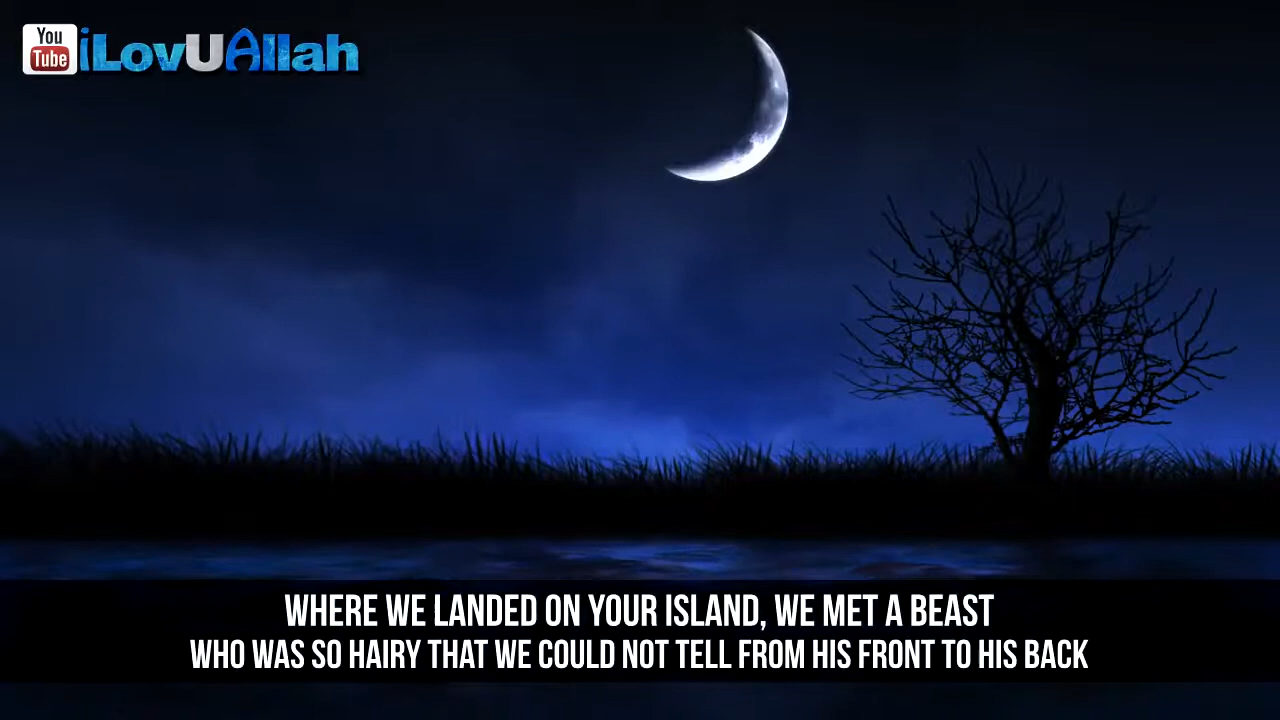 You
Tube iLovUAllah
WHERE WE LANDED ON YOUR ISLAND, WE MET A BEAST
WHO WAS SO HAIRY THAT WE COULD NOT TELL FROM HIS FRONT TO HIS BACK